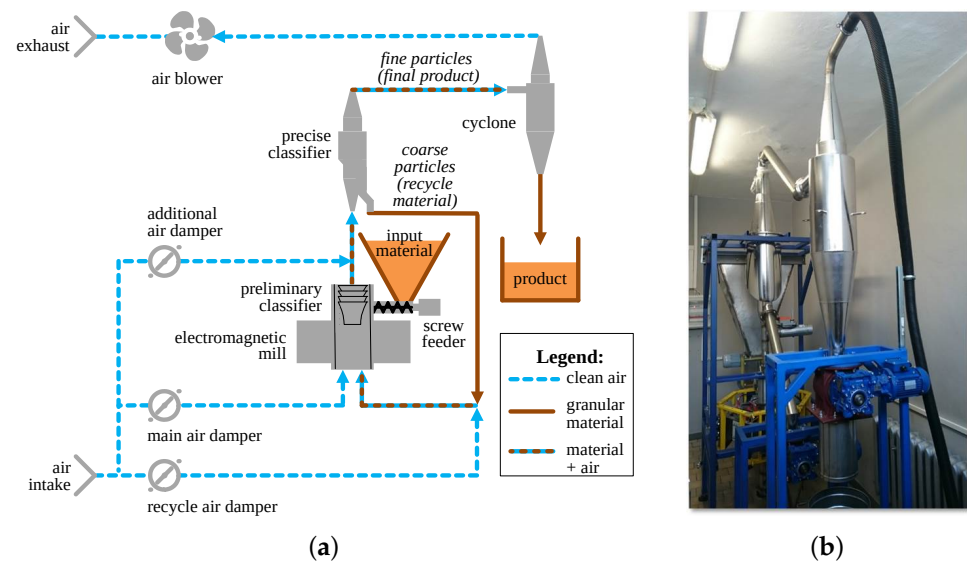 air
exhaust
air blower
fine particles
(final product)
cyclone
precise
classifier
coarse
particles
(recycle
material)
additional
air damper
input
material
product
preliminary
classifier
electromagnetic
mill
screw
feeder
Legend:
clean air
granular
material
material
+ air
main air damper
air
intake
recycle air damper
(a)
(b)